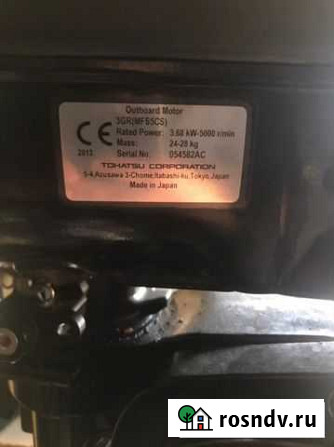 Outboard Motor
3GR(MFS5CS)
Rated Power: 3.68 kW-5000 r/min
CE Mass: 24-26 kg
2013 Serial No.: 054582AC
TOHATSU CORPORATION
5-4,Azusawa 3-Chome,Itabashi-ku,Tokyo,Japan
Made in Japan
rosndv.ru